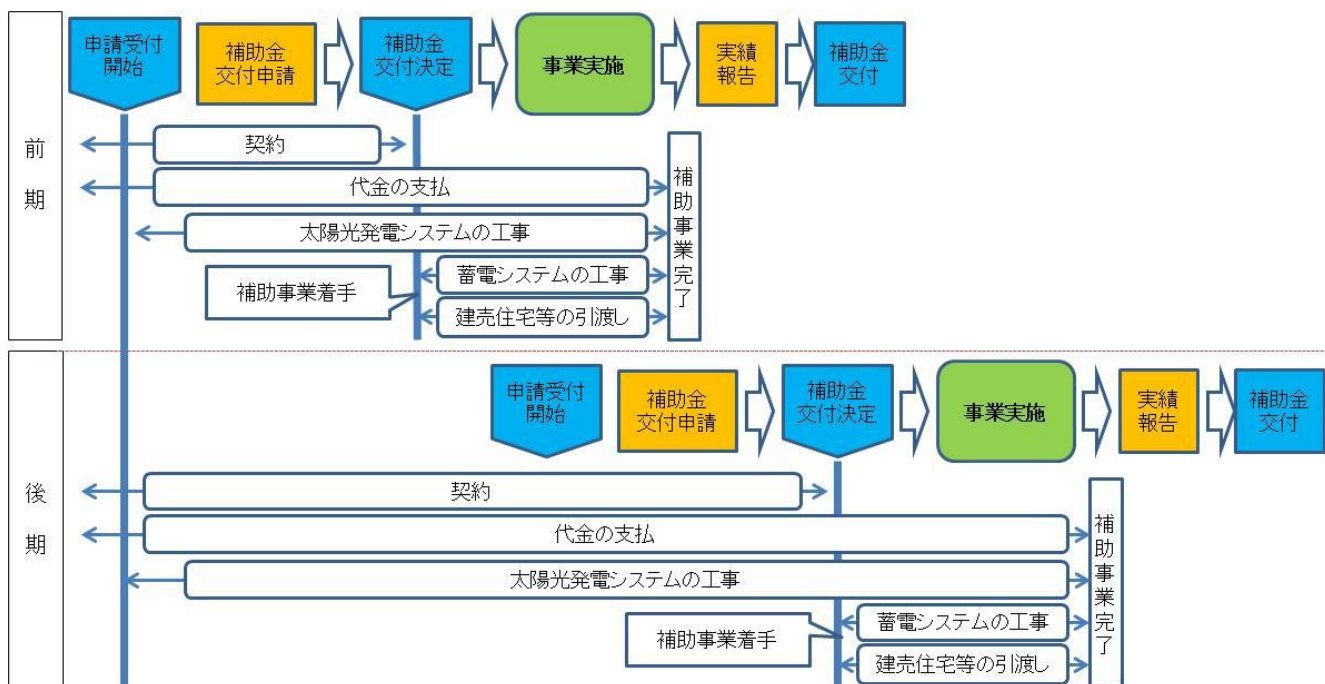 前
期
申請受付
開始
補助金
交付申請
補助金
交付決定
事業実施
実績
報告
補助金
交付
契約
代金の支払
太陽光発電システムの工事
蓄電システムの工事
補助事業着手
建売住宅等の引渡し
補助事業完了
後
期
申請受付
開始
補助金
交付申請
補助金
交付決定
事業実施
実績
報告
補助金
交付
契約
代金の支払
太陽光発電システムの工事
蓄電システムの工事
補助事業着手
建売住宅等の引渡し
補助事業完了